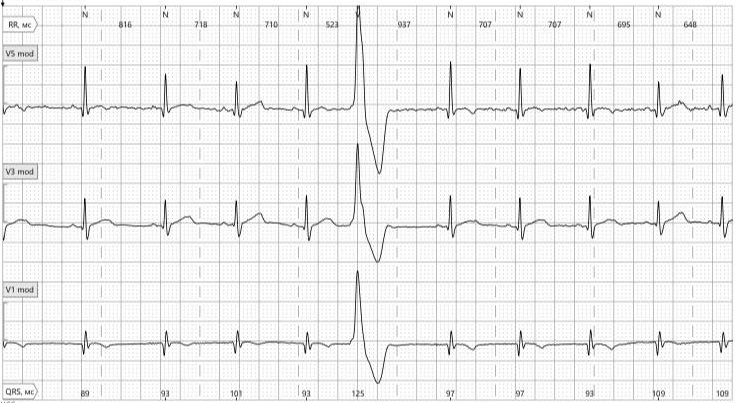 N N N N V N N N N
RR, мс 816 718 710 523 937 707 707 695 648
V5 mod
V3 mod
V1 mod
QRS, мс 89 93 101 93 125 97 97 93 109 109